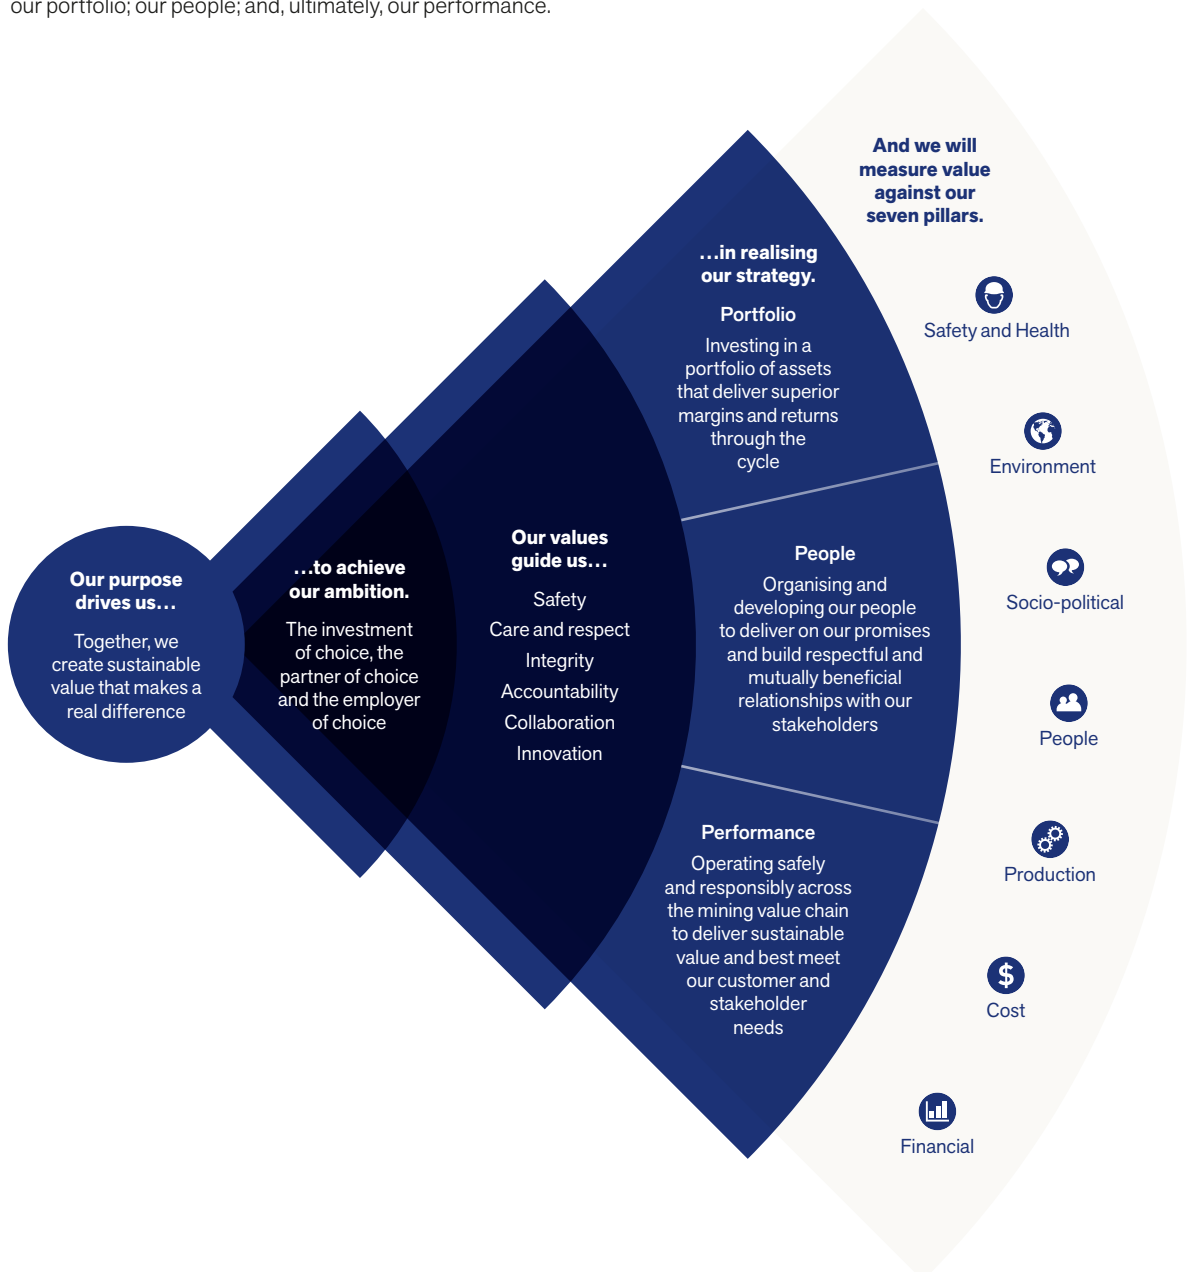 our portfolio; our people; and, ultimately, our performance.
Our purpose
drives us…
Together, we
create sustainable
value that makes a
real difference
…to achieve
our ambition.
The investment
of choice, the
partner of choice
and the employer
of choice
Our values
guide us…
Safety
Care and respect
Integrity
Accountability
Collaboration
Innovation
…in realising
our strategy.
Portfolio
Investing in a
portfolio of assets
that deliver superior
margins and returns
through the
cycle
People
Organising and
developing our people
to deliver on our promises
and build respectful and
mutually beneficial
relationships with our
stakeholders
Performance
Operating safely
and responsibly across
the mining value chain
to deliver sustainable
value and best meet
our customer and
stakeholder
needs
And we will
measure value
against our
seven pillars.
Safety and Health
Environment
Socio-political
People
Production
$
Cost
Financial